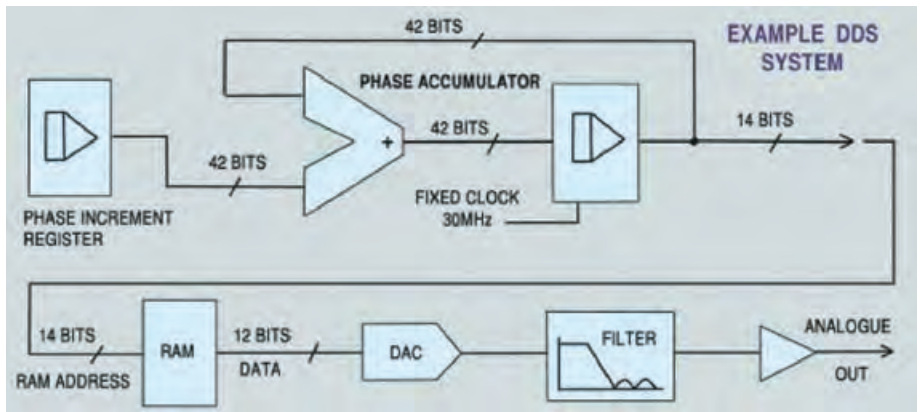 42 BITS
EXAMPLE DDS
SYSTEM
PHASE ACCUMULATOR
42 BITS
14 BITS
+
42 BITS
FIXED CLOCK
30MHz
PHASE INCREMENT
REGISTER
14 BITS
RAM ADDRESS
RAM
12 BITS
DATA
DAC
FILTER
ANALOGUE
OUT